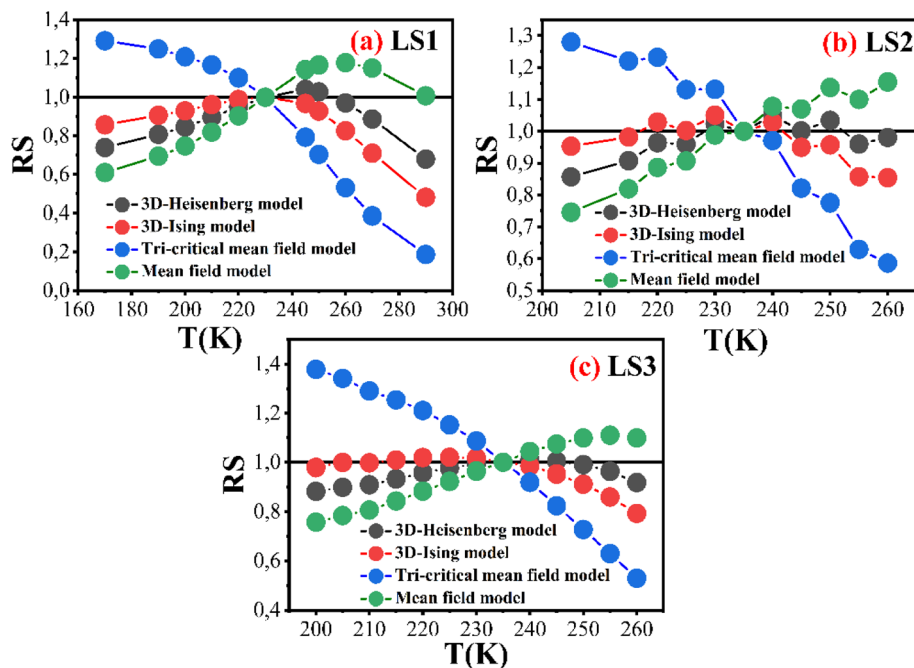 (a) LS1
RS
1,4
1,2
1,0
0,8
0,6
0,4
0,2
0,0
3D-Heisenberg model
3D-Ising model
Tri-critical mean field model
Mean field model
160 180 200 220 240 260 280 300
T(K)
(b) LS2
RS
1,3
1,2
1,1
1,0
0,9
0,8
0,7
0,6
0,5
3D-Heisenberg model
3D-Ising model
Tri-critical mean field model
Mean field model
200 210 220 230 240 250 260
T(K)
(c) LS3
RS
1,4
1,2
1,0
0,8
0,6
0,4
3D-Heisenberg model
3D-Ising model
Tri-critical mean field model
Mean field model
200 210 220 230 240 250 260
T(K)